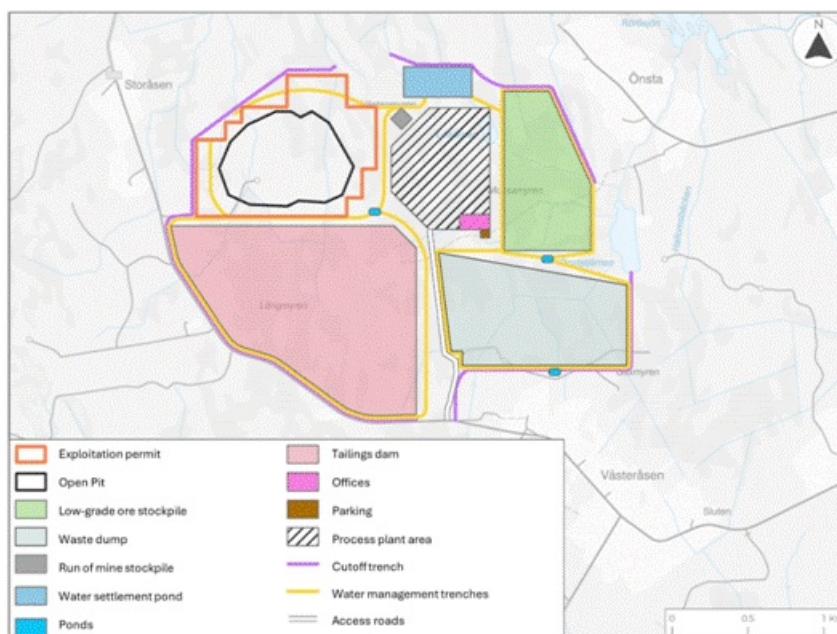 N
Storåsen
Önsta
Långmyren
Västeråsen
Sluten
Exploitation permit
Open Pit
Low-grade ore stockpile
Waste dump
Run of mine stockpile
Water settlement pond
Ponds
Tailings dam
Offices
Parking
Process plant area
Cutoff trench
Water management trenches
Access roads
0 0.5